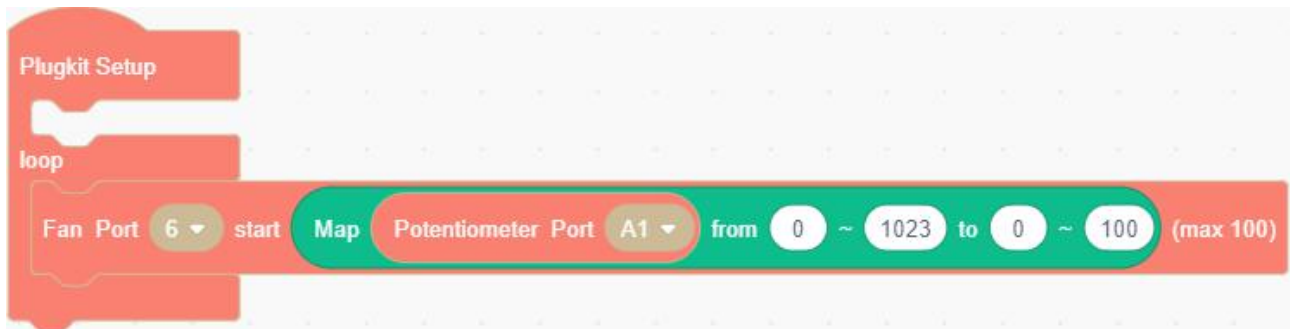 Plugkit Setup
loop
Fan Port 6 start Map Potentiometer Port A1 from 0 ~ 1023 to 0 ~ 100 (max 100)